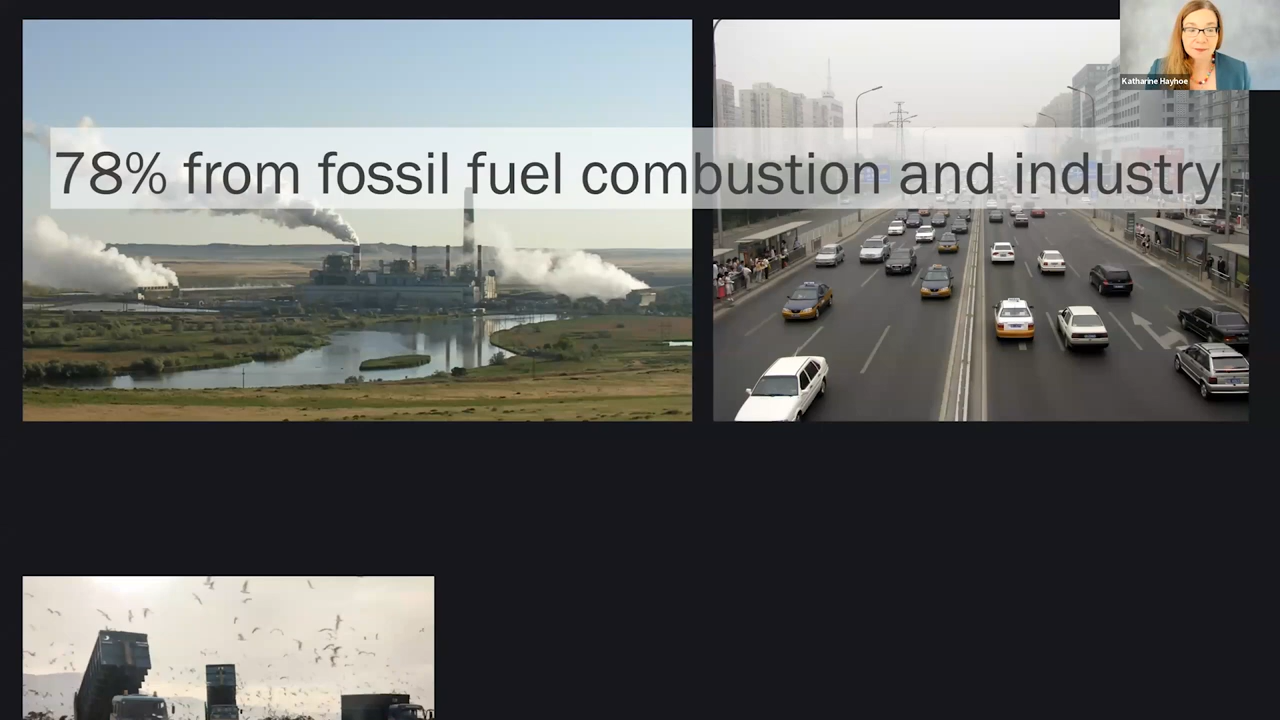 Katharine Hayhoe
78% from fossil fuel combustion and industry